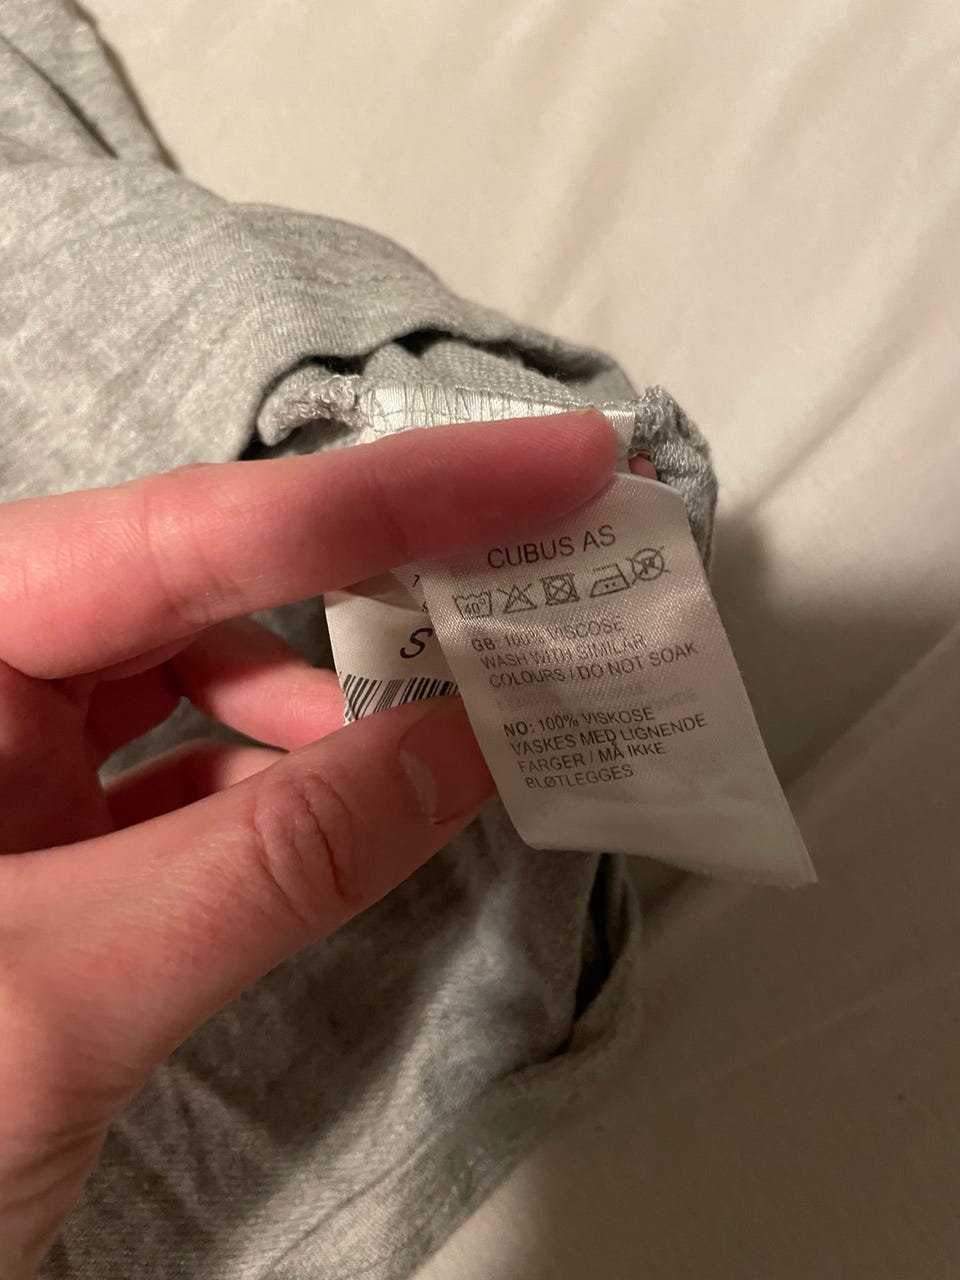 CUBUS AS
40°
GB: 100% VISCOSE
WASH WITH SIMILAR
COLOURS / DO NOT SOAK
NO: 100% VISKOSE
VASKES MED LIGNENDE
FARGER / MÅ IKKE
BLØTLEGGES
S